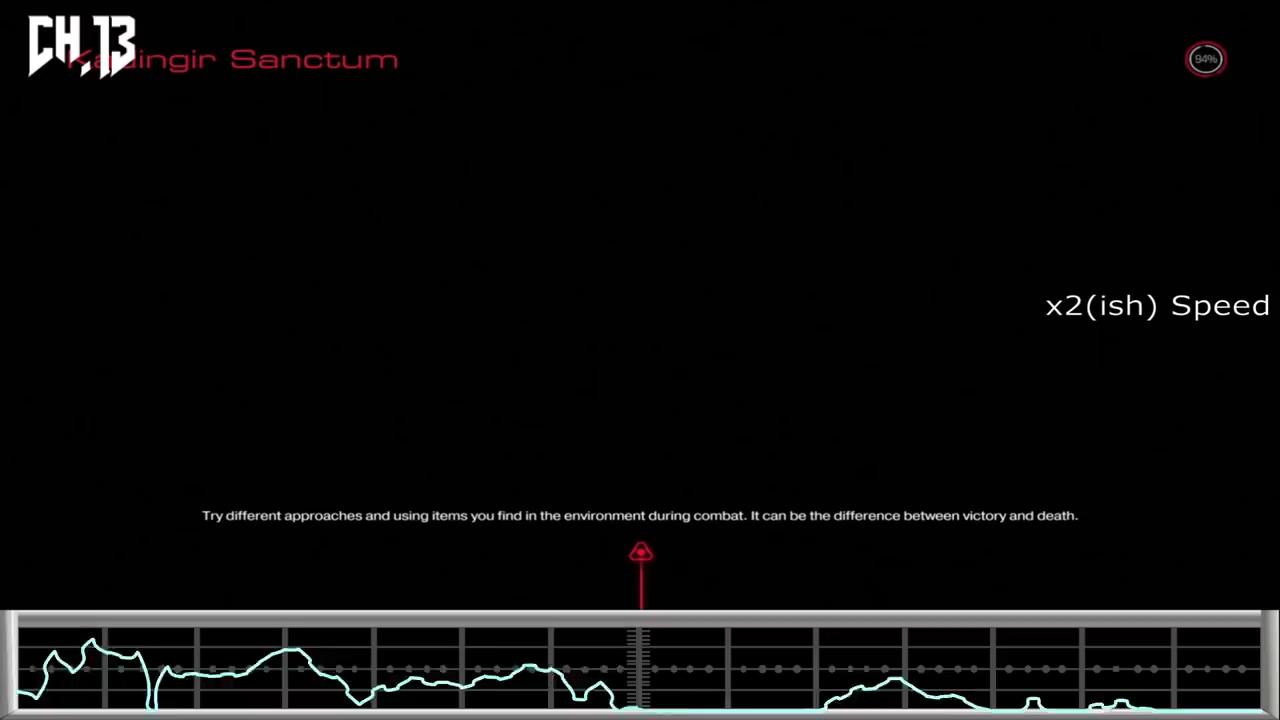 CH.13
Sanctum
94%
x2(ish) Speed
Try different approaches and using items you find in the environment during combat. It can be the difference between victory and death.